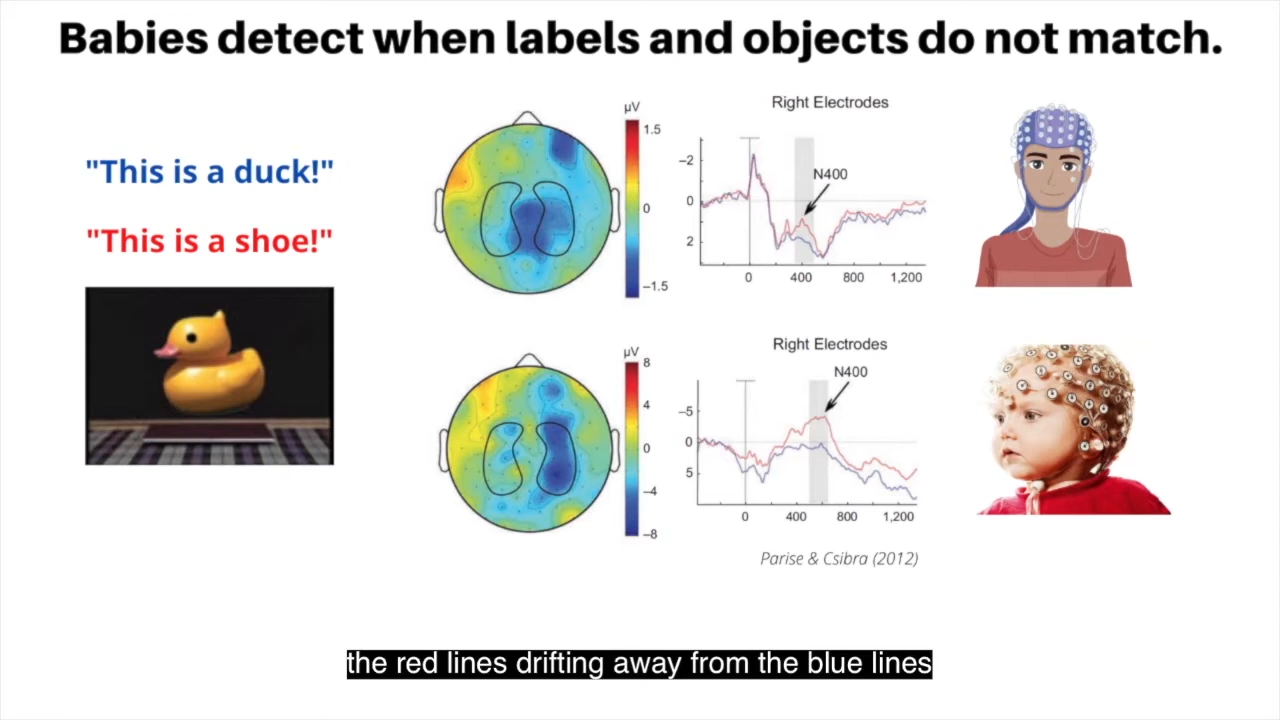 Babies detect when labels and objects do not match.
"This is a duck!"
"This is a shoe!"
µV
1.5
0
−1.5
Right Electrodes
−2
0
2
N400
0 400 800 1,200
µV
8
4
0
−4
−8
Right Electrodes
−5
0
5
N400
0 400 800 1,200
Parise & Csibra (2012)
the red lines drifting away from the blue lines